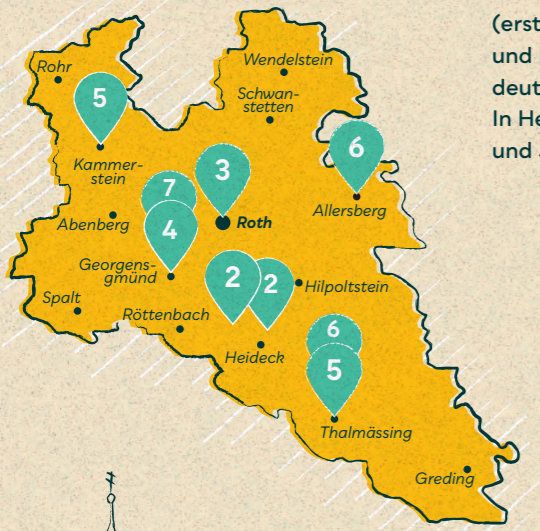 (erst
und
deut
In He
und
Rohr
Wendelstein
Schwan-
stetten
5
Kammer-
stein
6
Allersberg
3
Roth
7
4
Abenberg
Georgens-
gmünd
2
2
Hilpoltstein
Spalt
Röttenbach
Heideck
6
5
Thalmässing
Greding